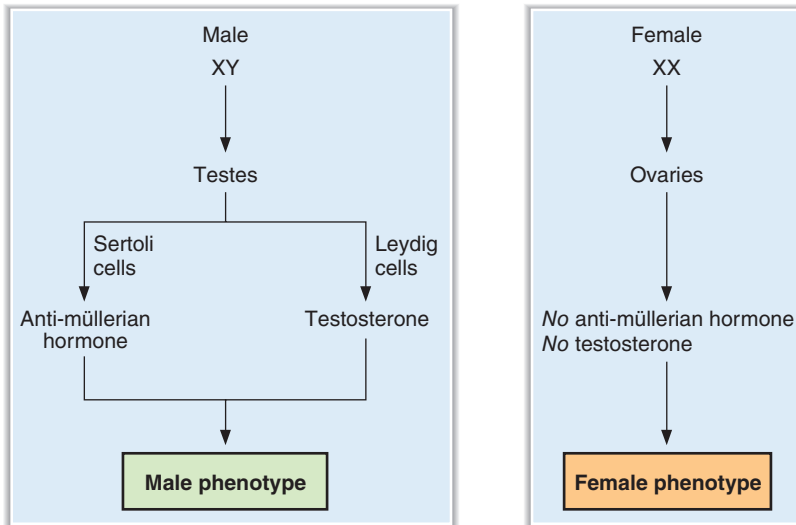 Male
XY
Testes
Sertoli
cells
Leydig
cells
Anti-müllerian
hormone
Testosterone
Male phenotype
Female
XX
Ovaries
No anti-müllerian hormone
No testosterone
Female phenotype